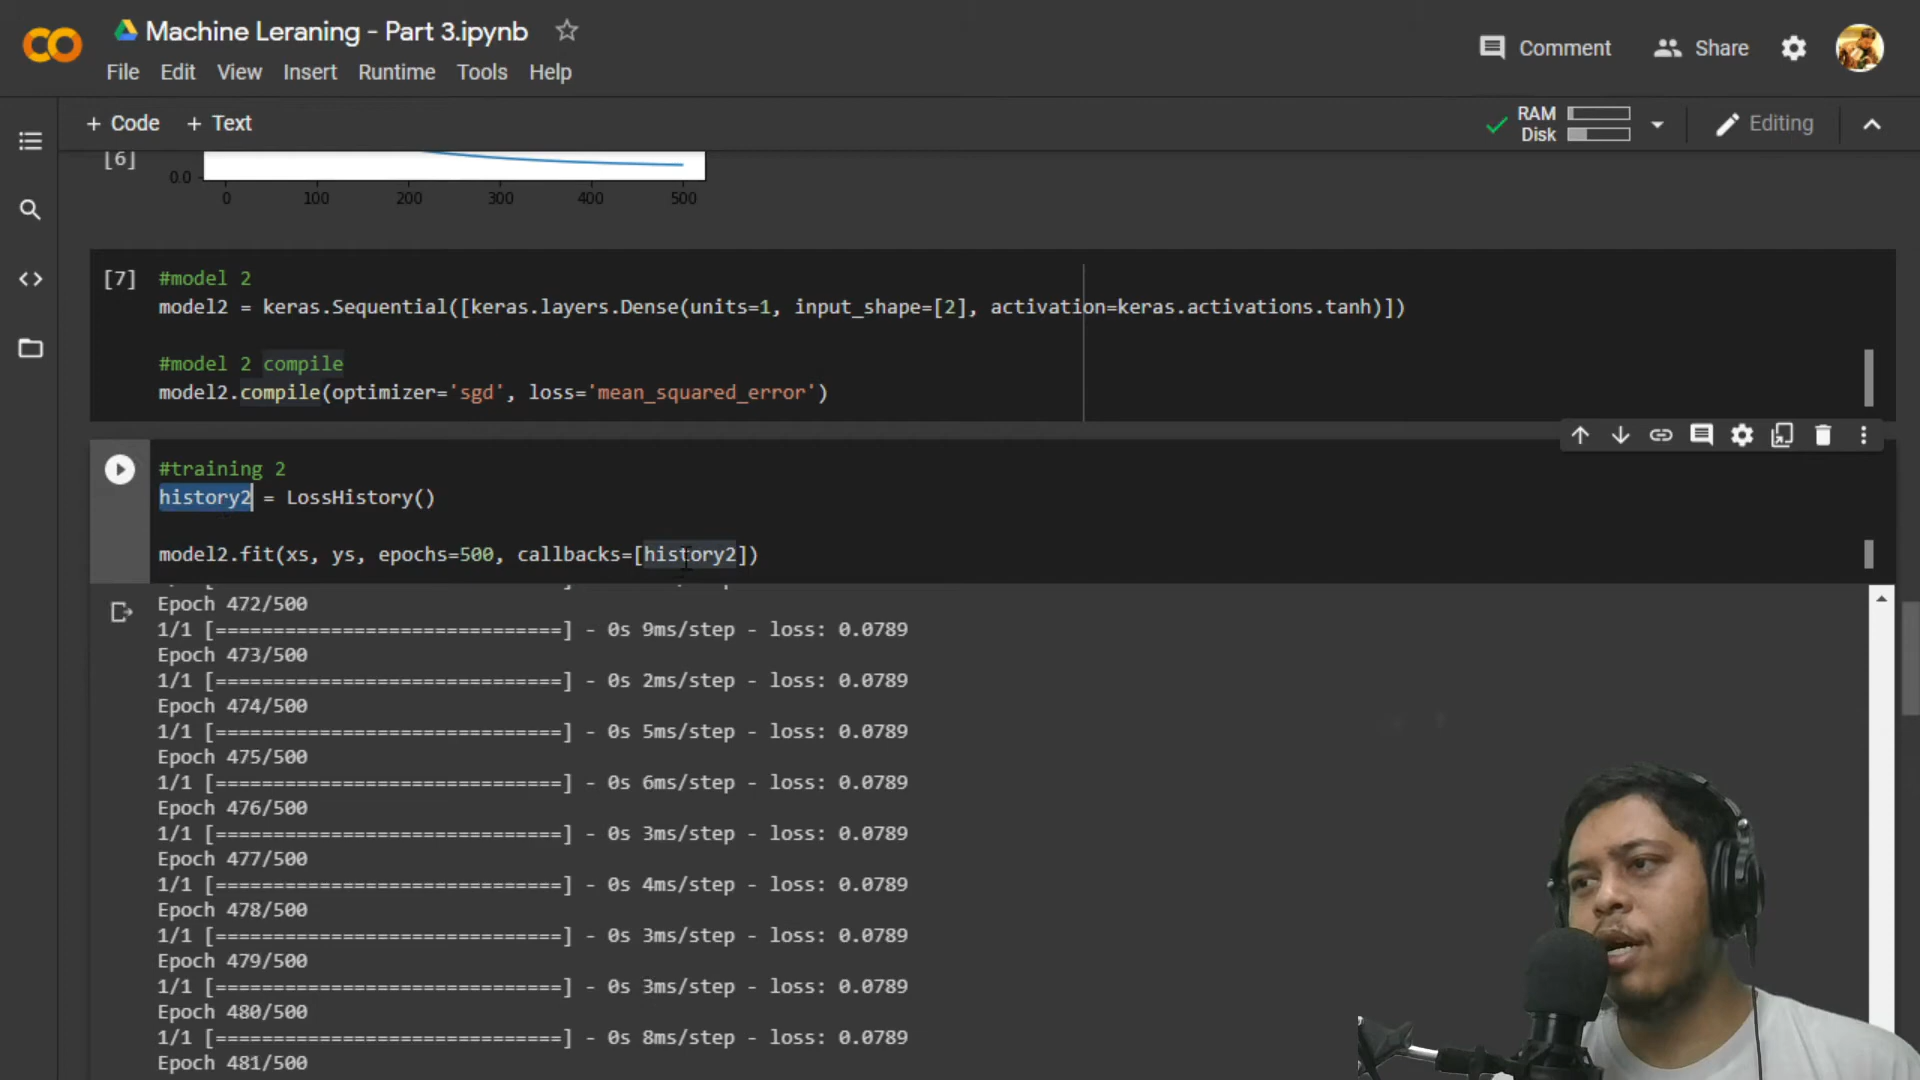 Machine Leraning - Part 3.ipynb
Comment
Share
File Edit View Insert Runtime Tools Help
+ Code + Text
RAM
Disk
Editing
[6]
0.0
0 100 200 300 400 500
[7]
#model 2
model2 = keras.Sequential([keras.layers.Dense(units=1, input_shape=[2], activation=keras.activations.tanh)])
#model 2 compile
model2.compile(optimizer='sgd', loss='mean_squared_error')
#training 2
history2 = LossHistory()
model2.fit(xs, ys, epochs=500, callbacks=[history2])
Epoch 472/500
1/1 [==============================] - 0s 9ms/step - loss: 0.0789
Epoch 473/500
1/1 [==============================] - 0s 2ms/step - loss: 0.0789
Epoch 474/500
1/1 [==============================] - 0s 5ms/step - loss: 0.0789
Epoch 475/500
1/1 [==============================] - 0s 6ms/step - loss: 0.0789
Epoch 476/500
1/1 [==============================] - 0s 3ms/step - loss: 0.0789
Epoch 477/500
1/1 [==============================] - 0s 4ms/step - loss: 0.0789
Epoch 478/500
1/1 [==============================] - 0s 3ms/step - loss: 0.0789
Epoch 479/500
1/1 [==============================] - 0s 3ms/step - loss: 0.0789
Epoch 480/500
1/1 [==============================] - 0s 8ms/step - loss: 0.0789
Epoch 481/500